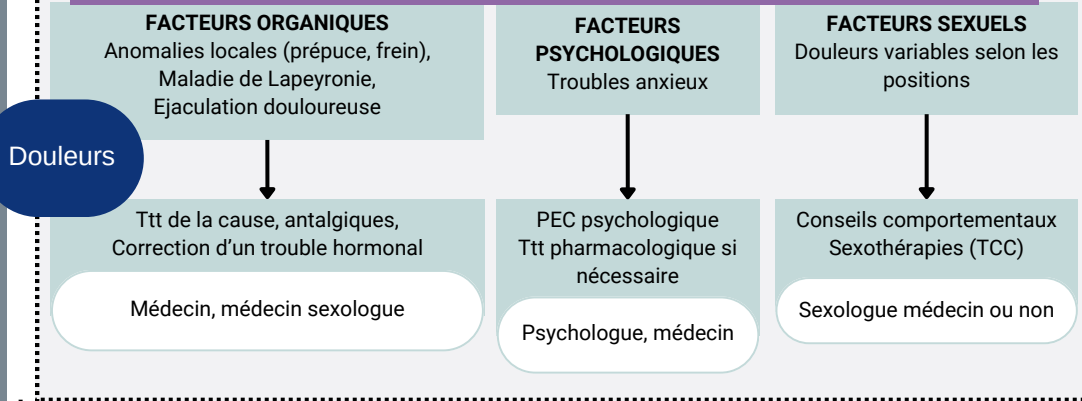 FACTEURS ORGANIQUES
Anomalies locales (prépuce, frein),
Maladie de Lapeyronie,
Ejaculation douloureuse
FACTEURS
PSYCHOLOGIQUES
Troubles anxieux
FACTEURS SEXUELS
Douleurs variables selon les
positions
Douleurs
Ttt de la cause, antalgiques,
Correction d'un trouble hormonal
Médecin, médecin sexologue
PEC psychologique
Ttt pharmacologique si
nécessaire
Psychologue, médecin
Conseils comportementaux
Sexothérapies (TCC)
Sexologue médecin ou non